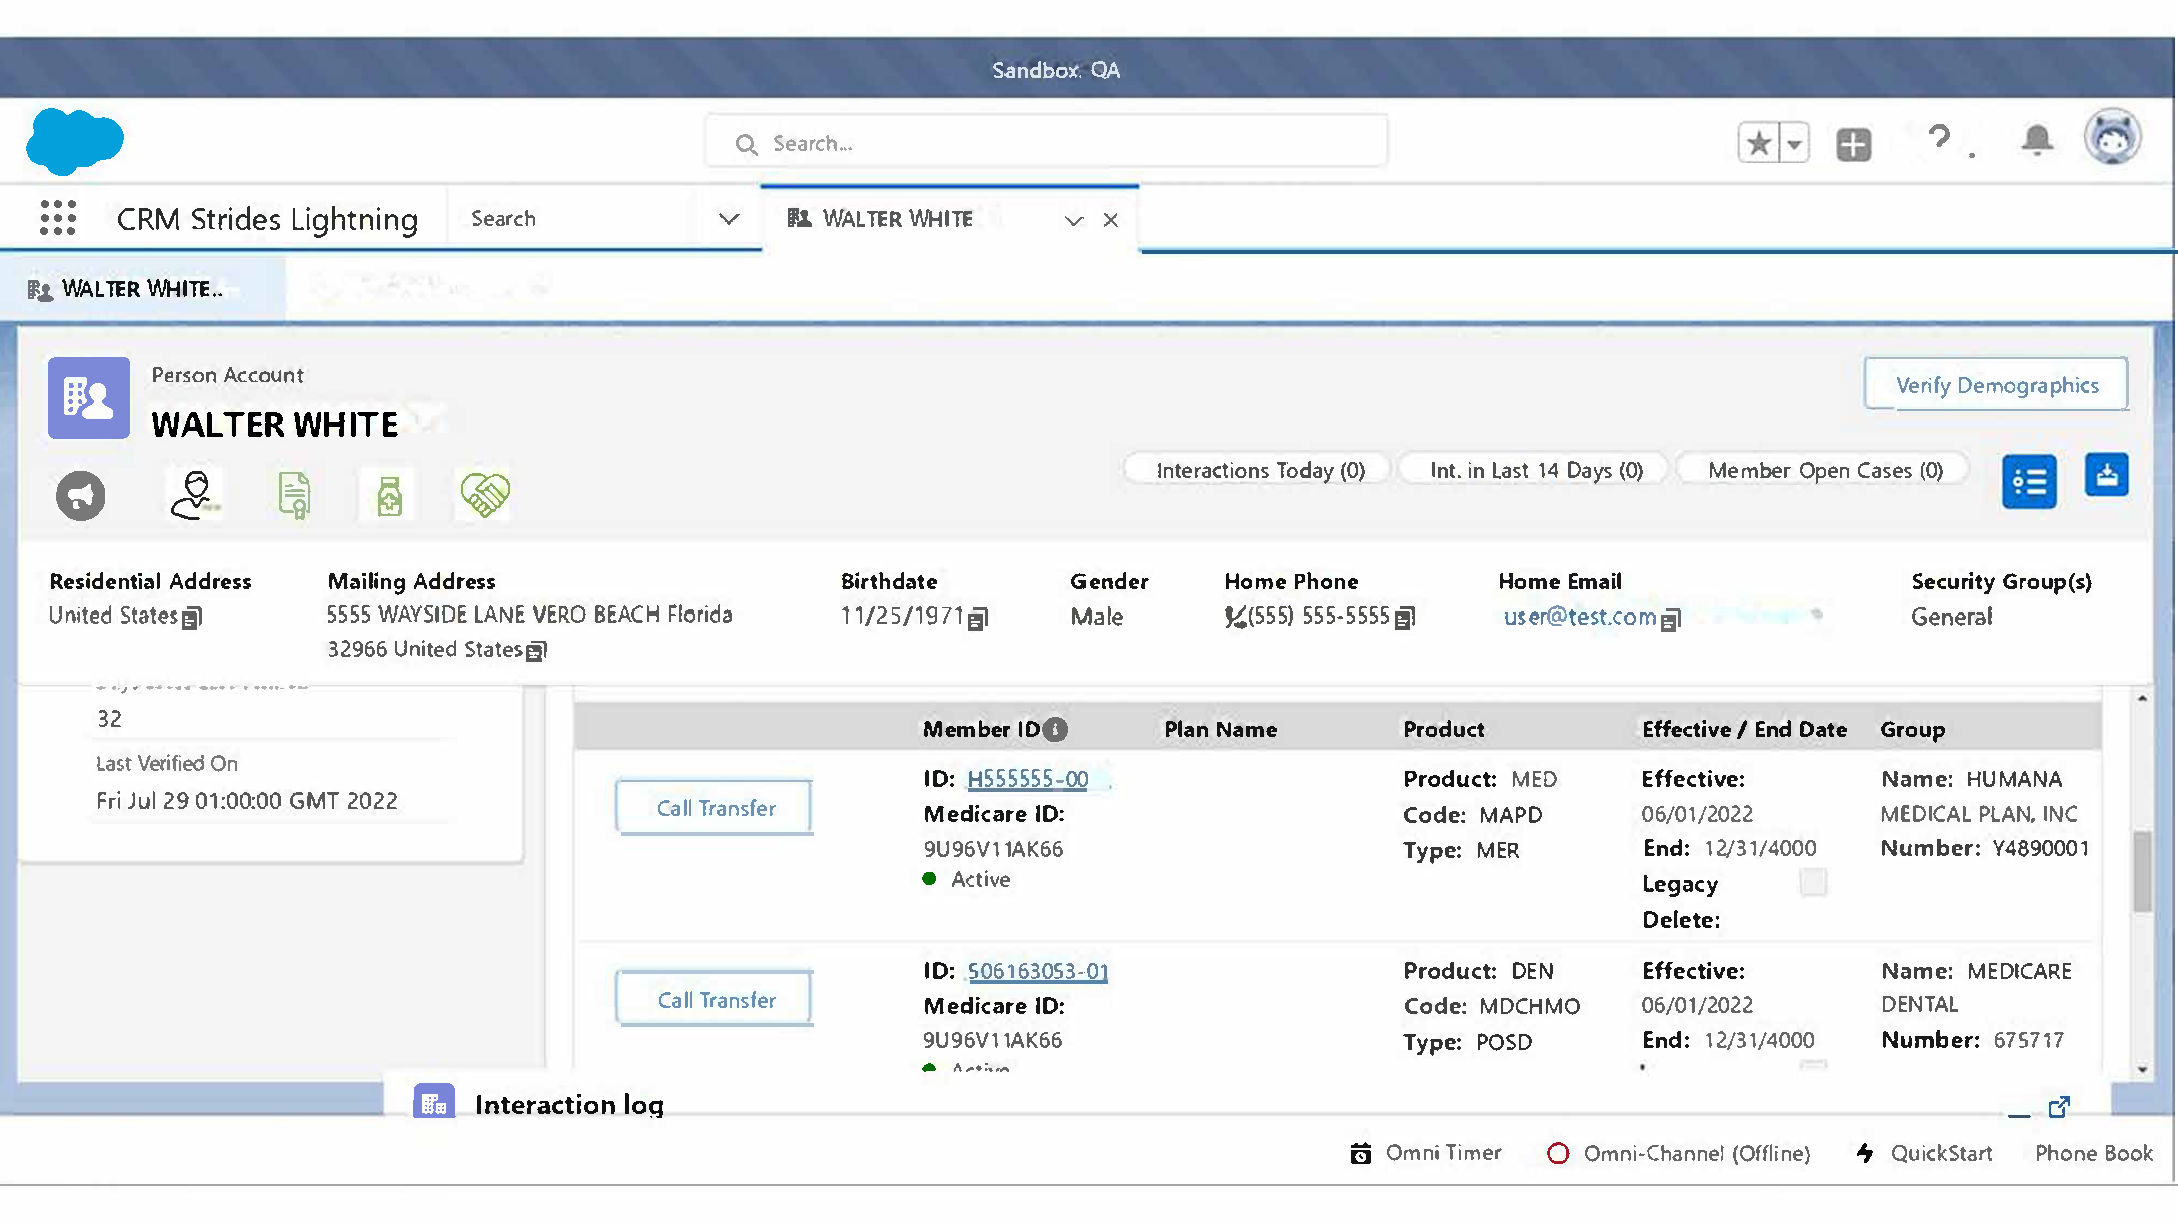 Sandbox. QA
Search...
CRM Strides Lightning
Search
WALTER WHITE
WALTER WHITE..
Person Account
WALTER WHITE
Verify Demographics
Interactions Today (0)
Int. in Last 14 Days (0)
Member Open Cases (0)
Residential Address
United States
Mailing Address
5555 WAYSIDE LANE VERO BEACH Florida
32966 United States
Birthdate
11/25/1971
Gender
Male
Home Phone
(555) 555-5555
Home Email
user@test.com
Security Group(s)
General
32
Last Verified On
Fri Jul 29 01:00:00 GMT 2022
Member ID
Plan Name
Product
Effective / End Date
Group
Call Transfer
ID: H555555-00
Medicare ID:
9U96V11AK66
Active
Product: MED
Code: MAPD
Type: MER
Effective:
06/01/2022
End: 12/31/4000
Legacy
Delete:
Name: HUMANA
MEDICAL PLAN, INC
Number: Y4890001
Call Transfer
ID: 506163053-01
Medicare ID:
9U96V11AK66
Active
Product: DEN
Code: MDCHMO
Type: POSD
Effective:
06/01/2022
End: 12/31/4000
Name: MEDICARE
DENTAL
Number: 675717
Interaction log
Omni Timer
Omni-Channel (Offline)
QuickStart
Phone Book